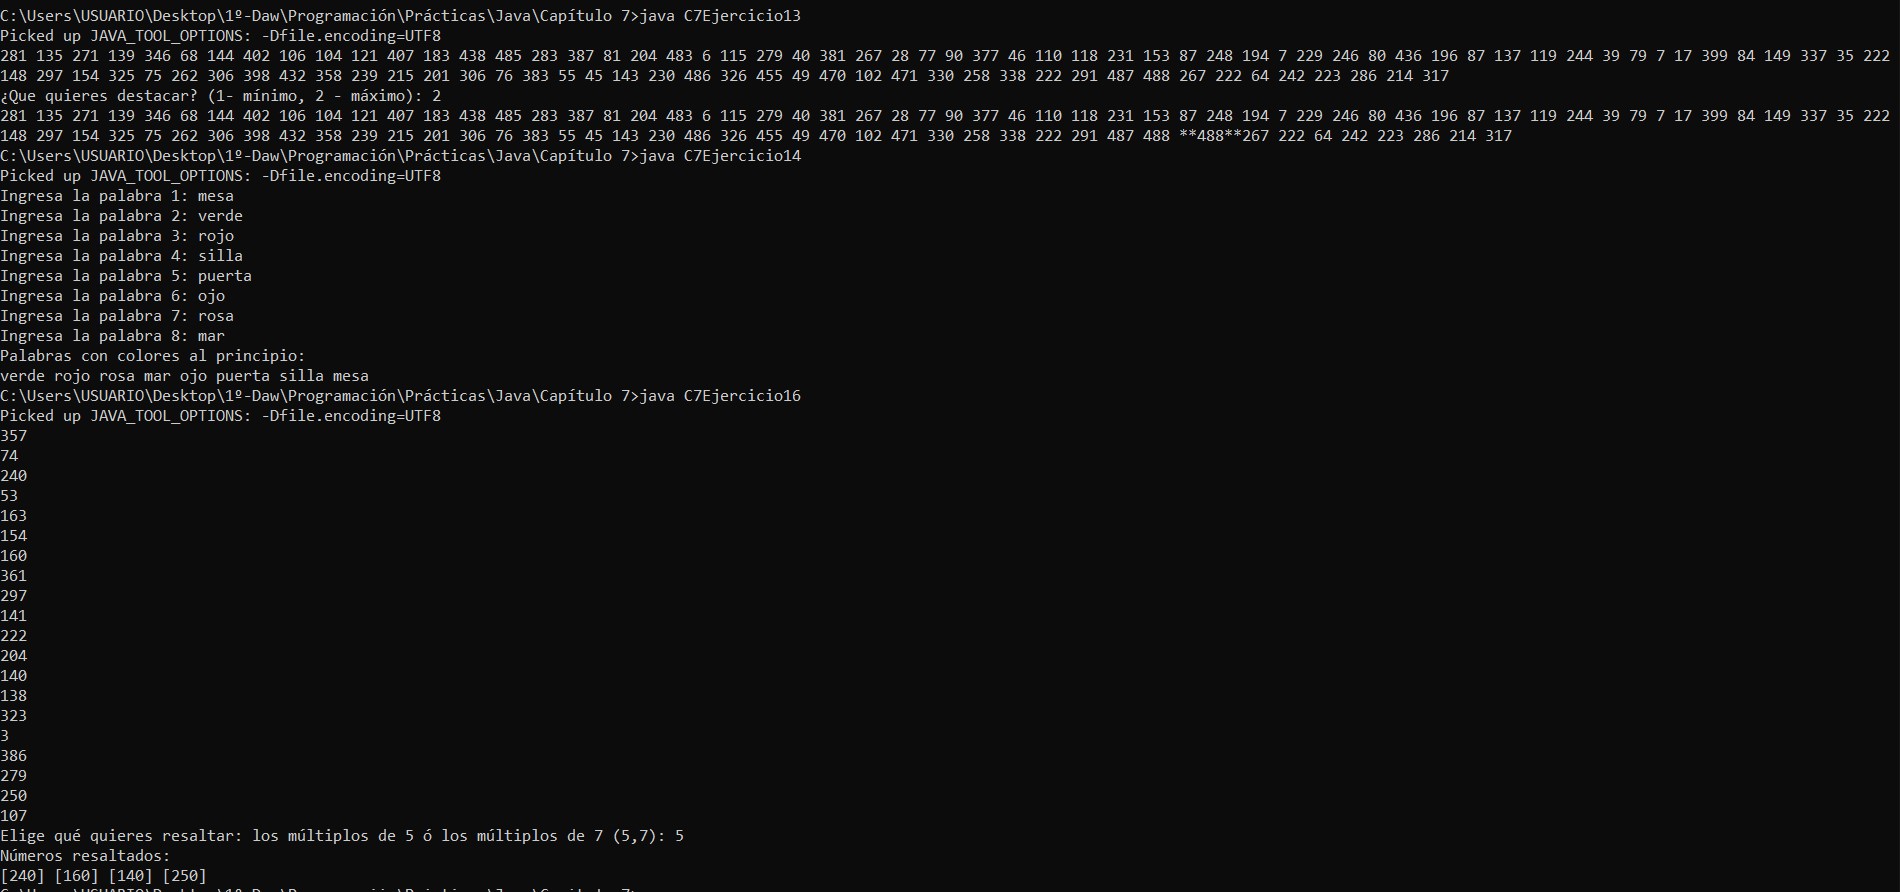 C:\Users\USUARIO\Desktop\1º-Daw\Programación\Prácticas\Java\Capítulo 7>java C7Ejercicio13
Picked up JAVA_TOOL_OPTIONS: -Dfile.encoding=UTF8
281 135 271 139 346 68 144 402 106 104 121 407 183 438 485 283 387 81 204 483 6 115 279 40 381 267 28 77 90 377 46 110 118 231 153 87 248 194 7 229 246 80 436 196 87 137 119 244 39 79 7 17 399 84 149 337 35 222
148 297 154 325 75 262 306 398 432 358 239 215 201 306 76 383 55 45 143 230 486 326 455 49 470 102 471 330 258 338 222 291 487 488 267 222 64 242 223 286 214 317
¿Que quieres destacar? (1- mínimo, 2 - máximo): 2
281 135 271 139 346 68 144 402 106 104 121 407 183 438 485 283 387 81 204 483 6 115 279 40 381 267 28 77 90 377 46 110 118 231 153 87 248 194 7 229 246 80 436 196 87 137 119 244 39 79 7 17 399 84 149 337 35 222
148 297 154 325 75 262 306 398 432 358 239 215 201 306 76 383 55 45 143 230 486 326 455 49 470 102 471 330 258 338 222 291 487 488 **488**267 222 64 242 223 286 214 317
C:\Users\USUARIO\Desktop\1º-Daw\Programación\Prácticas\Java\Capítulo 7>java C7Ejercicio14
Picked up JAVA_TOOL_OPTIONS: -Dfile.encoding=UTF8
Ingresa la palabra 1: mesa
Ingresa la palabra 2: verde
Ingresa la palabra 3: rojo
Ingresa la palabra 4: silla
Ingresa la palabra 5: puerta
Ingresa la palabra 6: ojo
Ingresa la palabra 7: rosa
Ingresa la palabra 8: mar
Palabras con colores al principio:
verde rojo rosa mar ojo puerta silla mesa
C:\Users\USUARIO\Desktop\1º-Daw\Programación\Prácticas\Java\Capítulo 7>java C7Ejercicio16
Picked up JAVA_TOOL_OPTIONS: -Dfile.encoding=UTF8
357
74
240
53
163
154
160
361
297
141
222
204
140
138
323
3
386
279
250
107
Elige qué quieres resaltar: los múltiplos de 5 ó los múltiplos de 7 (5,7): 5
Números resaltados:
[240] [160] [140] [250]